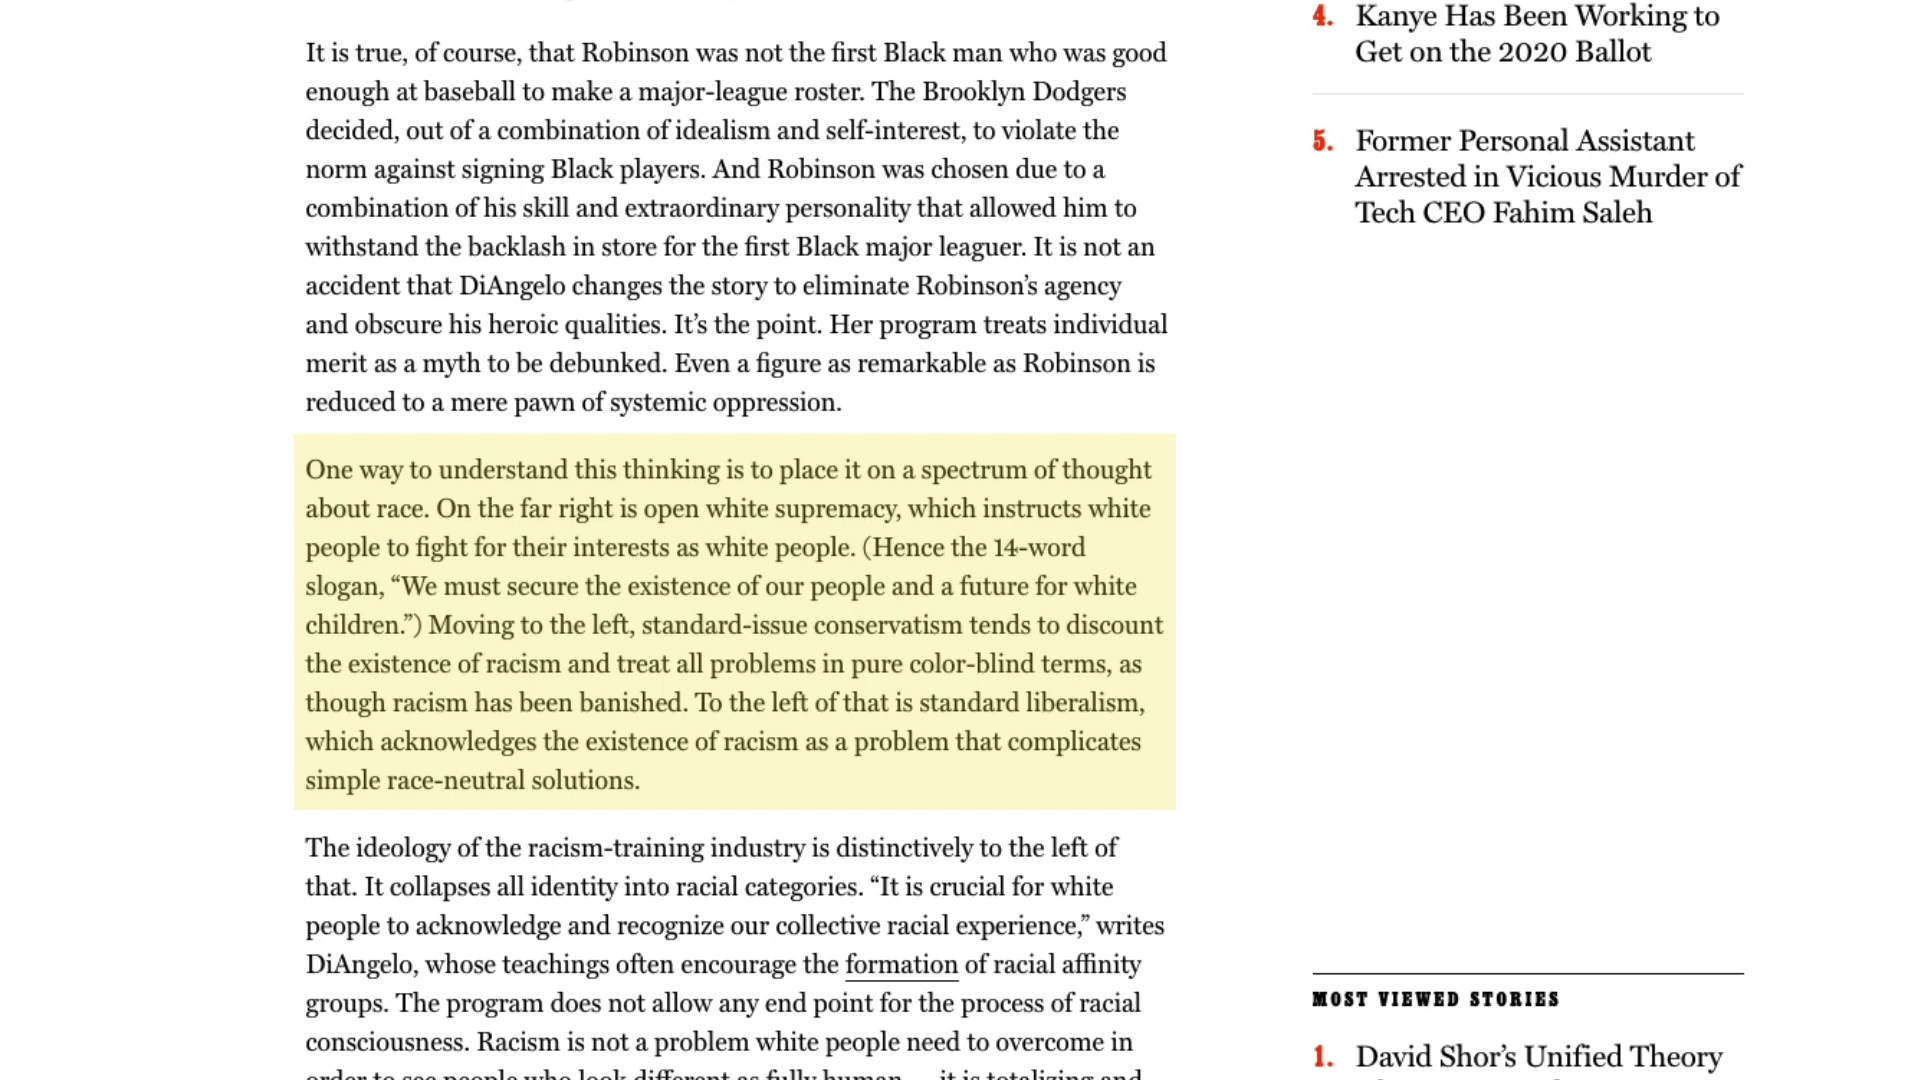 It is true, of course, that Robinson was not the first Black man who was good
enough at baseball to make a major-league roster. The Brooklyn Dodgers
decided, out of a combination of idealism and self-interest, to violate the
norm against signing Black players. And Robinson was chosen due to a
combination of his skill and extraordinary personality that allowed him to
withstand the backlash in store for the first Black major leaguer. It is not an
accident that DiAngelo changes the story to eliminate Robinson’s agency
and obscure his heroic qualities. It’s the point. Her program treats individual
merit as a myth to be debunked. Even a figure as remarkable as Robinson is
reduced to a mere pawn of systemic oppression.
One way to understand this thinking is to place it on a spectrum of thought
about race. On the far right is open white supremacy, which instructs white
people to fight for their interests as white people. (Hence the 14-word
slogan, “We must secure the existence of our people and a future for white
children.”) Moving to the left, standard-issue conservatism tends to discount
the existence of racism and treat all problems in pure color-blind terms, as
though racism has been banished. To the left of that is standard liberalism,
which acknowledges the existence of racism as a problem that complicates
simple race-neutral solutions.
The ideology of the racism-training industry is distinctively to the left of
that. It collapses all identity into racial categories. “It is crucial for white
people to acknowledge and recognize our collective racial experience,” writes
DiAngelo, whose teachings often encourage the formation of racial affinity
groups. The program does not allow any end point for the process of racial
consciousness. Racism is not a problem white people need to overcome in
order to see people who look different as fully human — it is totalizing and
4. Kanye Has Been Working to
Get on the 2020 Ballot
5. Former Personal Assistant
Arrested in Vicious Murder of
Tech CEO Fahim Saleh
MOST VIEWED STORIES
1. David Shor’s Unified Theory